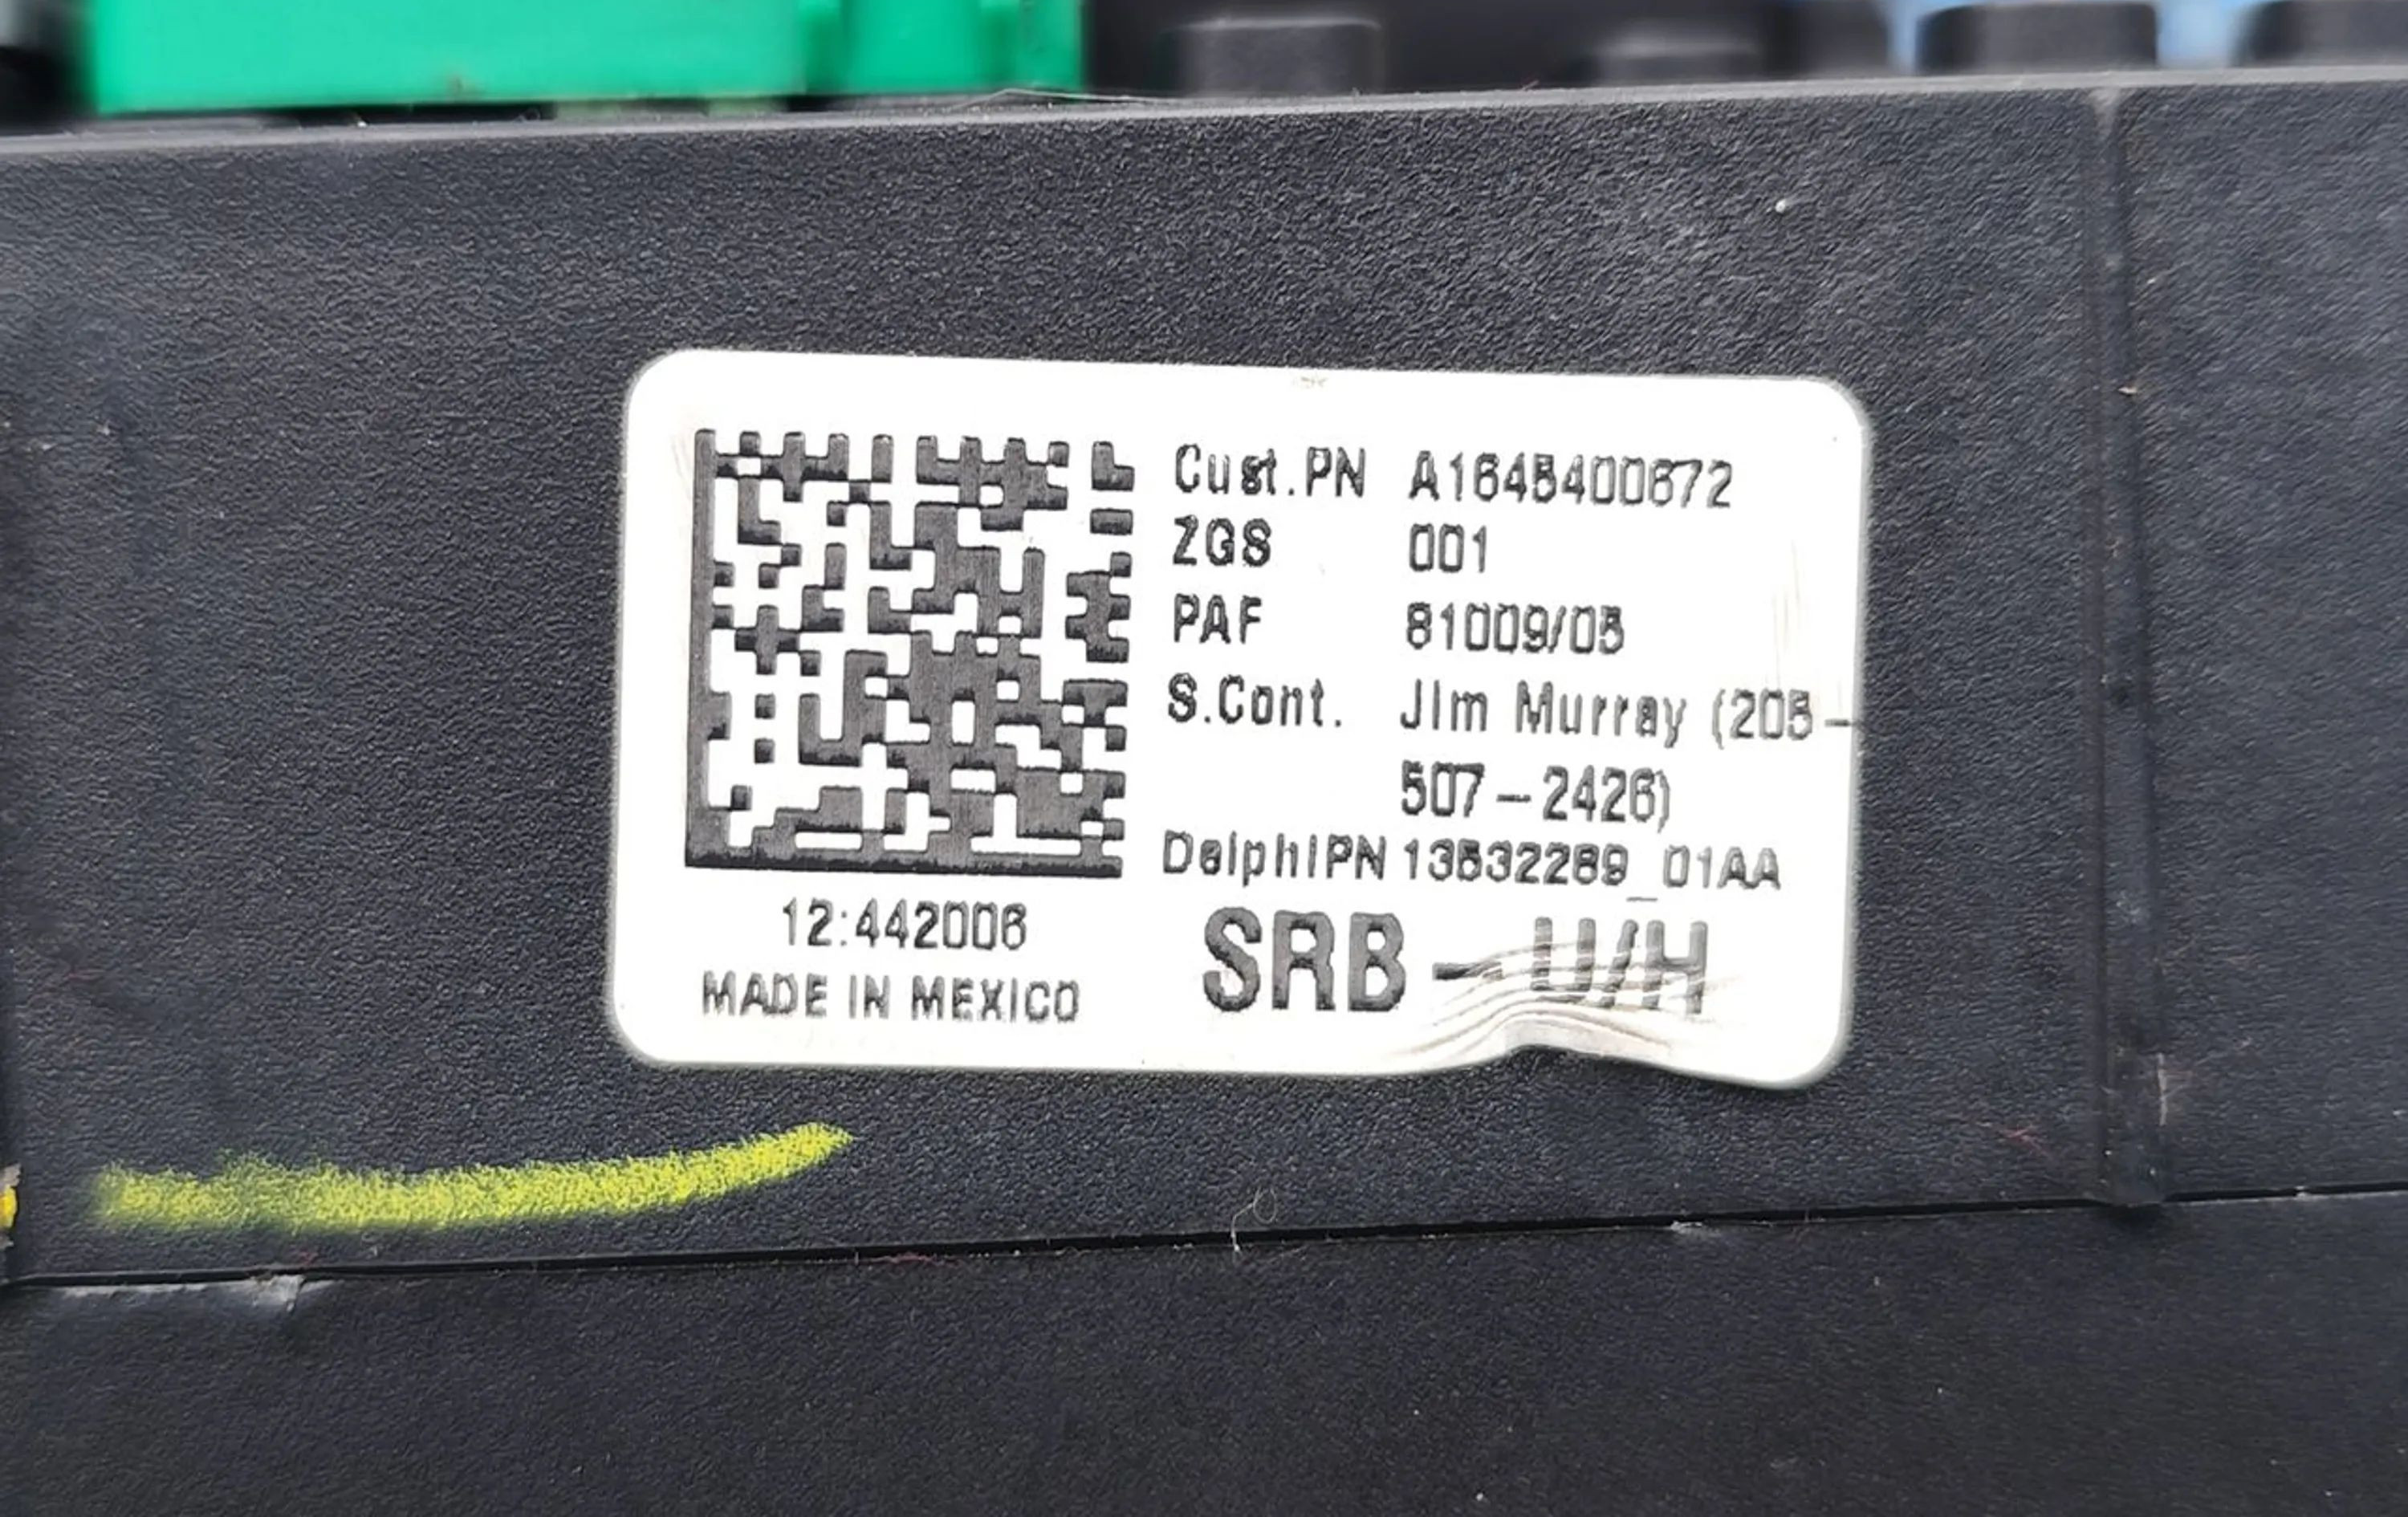 Cust.PN A1645400672
ZGS 001
PAF 81009/05
S.Cont. Jim Murray (205-
507-2426)
DelphiPN 13532289_01AA
12:442006
MADE IN MEXICO
SRB-U/H